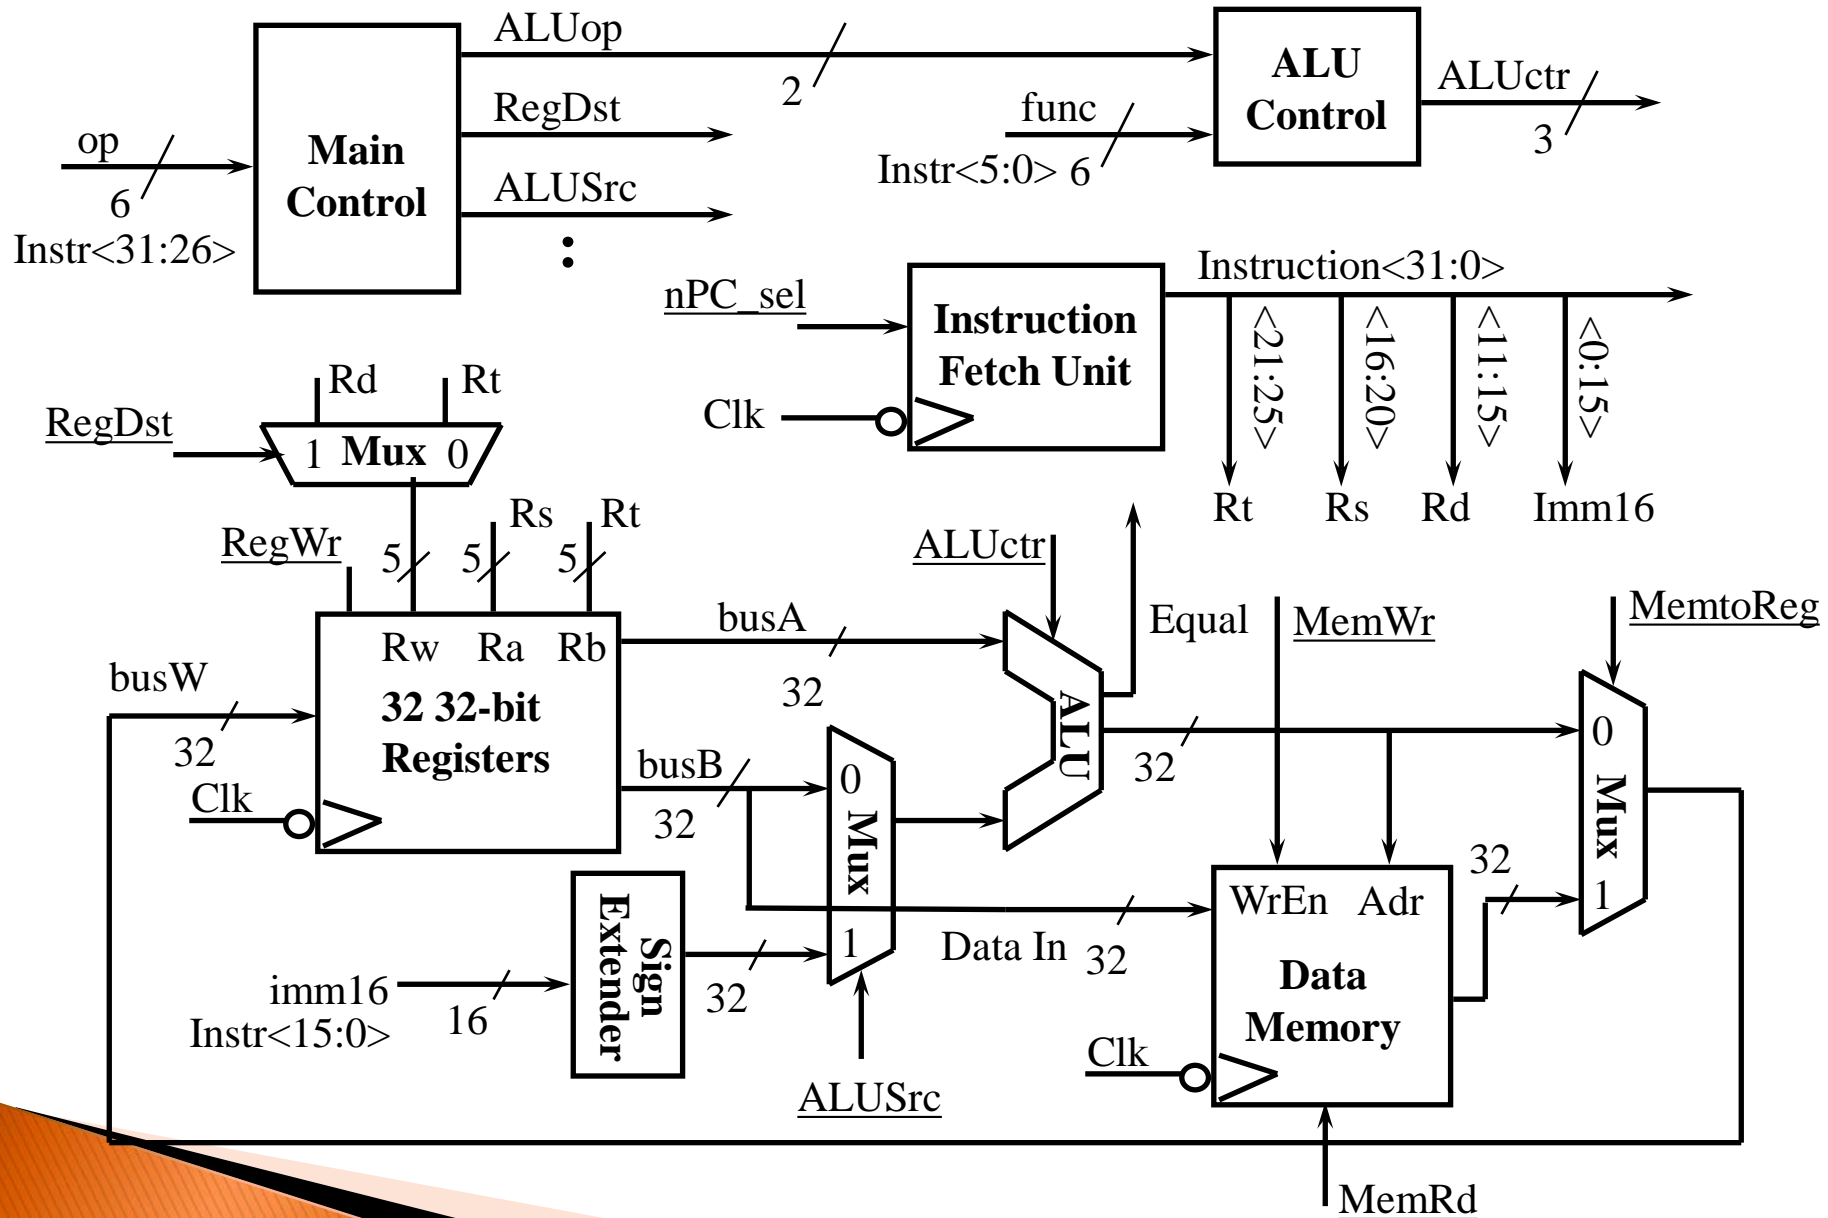 ALUop
2
ALU
Control
ALUctr
3
op
6
Instr<31:26>
Main
Control
RegDst
ALUSrc
:
func
Instr<5:0> 6
nPC_sel
Clk
Instruction
Fetch Unit
Instruction<31:0>
<21:25>
<16:20>
<11:15>
<0:15>
Rt
Rs
Rd
Imm16
Rd
Rt
RegDst
1 Mux 0
RegWr
5
5
Rs
5
Rt
busW
32
Clk
Rw Ra Rb
32 32-bit
Registers
busA
32
busB
32
ALUctr
ALU
Equal
32
0
Mux
1
ALUSrc
imm16
Instr<15:0>
16
Sign
Extender
32
Data In
32
MemWr
WrEn Adr
Data
Memory
Clk
MemRd
32
MemtoReg
0
Mux
1